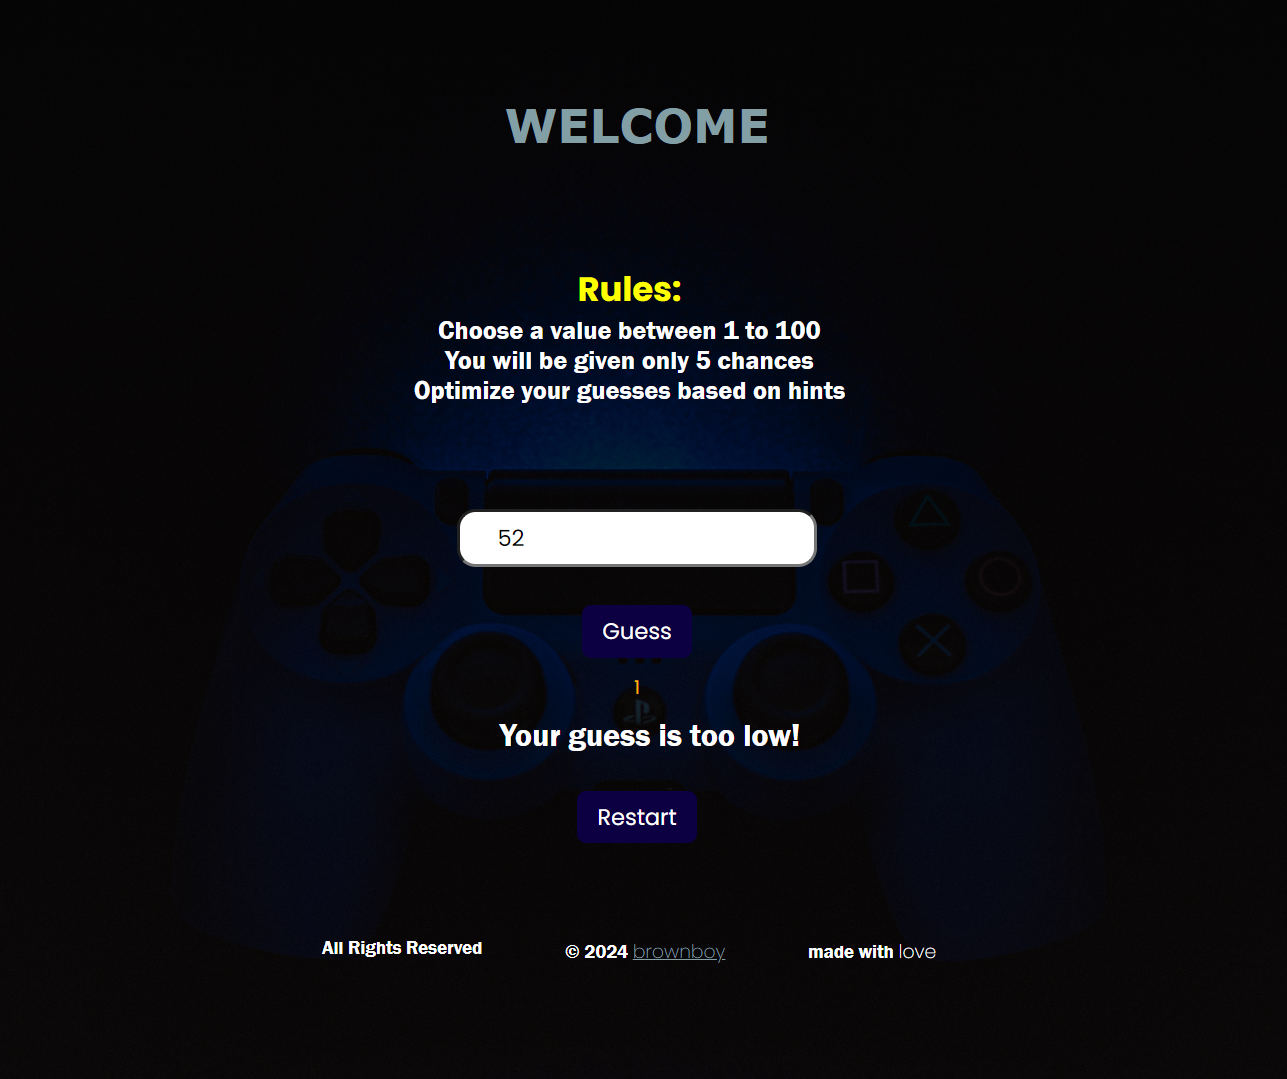 WELCOME
Rules:
Choose a value between 1 to 100
You will be given only 5 chances
Optimize your guesses based on hints
52
Guess
1
Your guess is too low!
Restart
All Rights Reserved
© 2024 brownboy
made with love